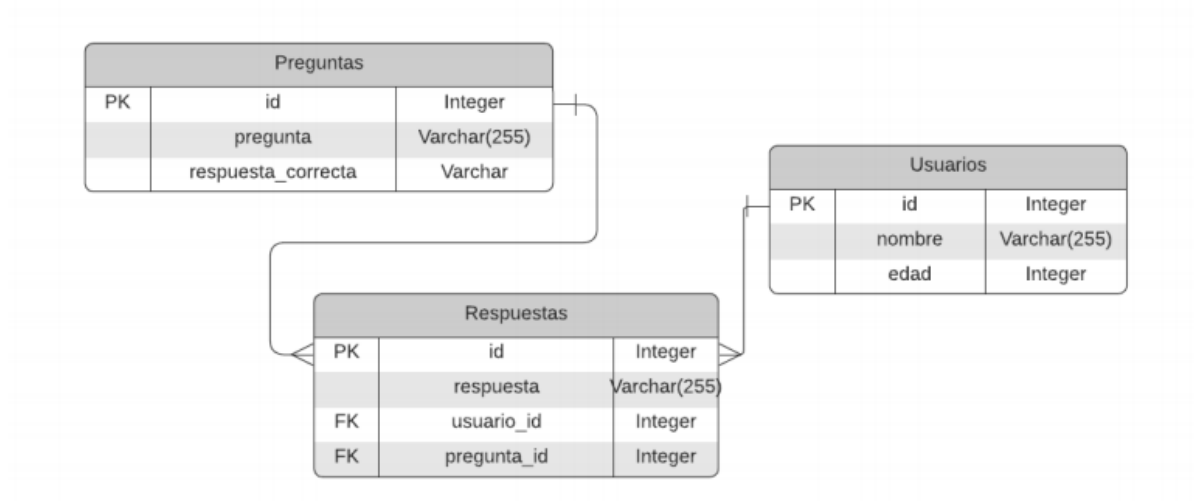 Preguntas
PK id Integer
pregunta Varchar(255)
respuesta_correcta Varchar
Usuarios
PK id Integer
nombre Varchar(255)
edad Integer
Respuestas
PK id Integer
respuesta Varchar(255)
FK usuario_id Integer
FK pregunta_id Integer